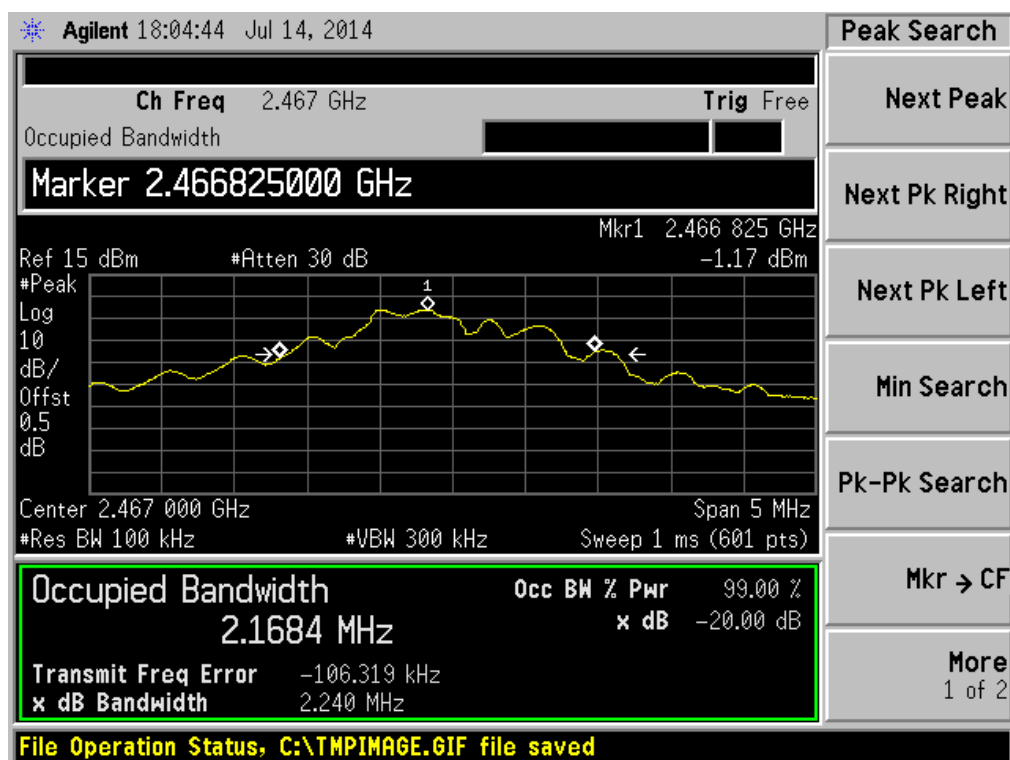 Agilent 18:04:44 Jul 14, 2014
Peak Search
Ch Freq 2.467 GHz Trig Free
Occupied Bandwidth
Marker 2.466825000 GHz
Mkr1 2.466 825 GHz
Ref 15 dBm #Atten 30 dB -1.17 dBm
#Peak
Log
10
dB/
Offst
0.5
dB
1
Center 2.467 000 GHz Span 5 MHz
#Res BW 100 kHz #VBW 300 kHz Sweep 1 ms (601 pts)
Occupied Bandwidth
2.1684 MHz
Occ BW % Pwr 99.00 %
x dB -20.00 dB
Transmit Freq Error -106.319 kHz
x dB Bandwidth 2.240 MHz
Next Peak
Next Pk Right
Next Pk Left
Min Search
Pk-Pk Search
Mkr → CF
More
1 of 2
File Operation Status, C:\TMPIMAGE.GIF file saved